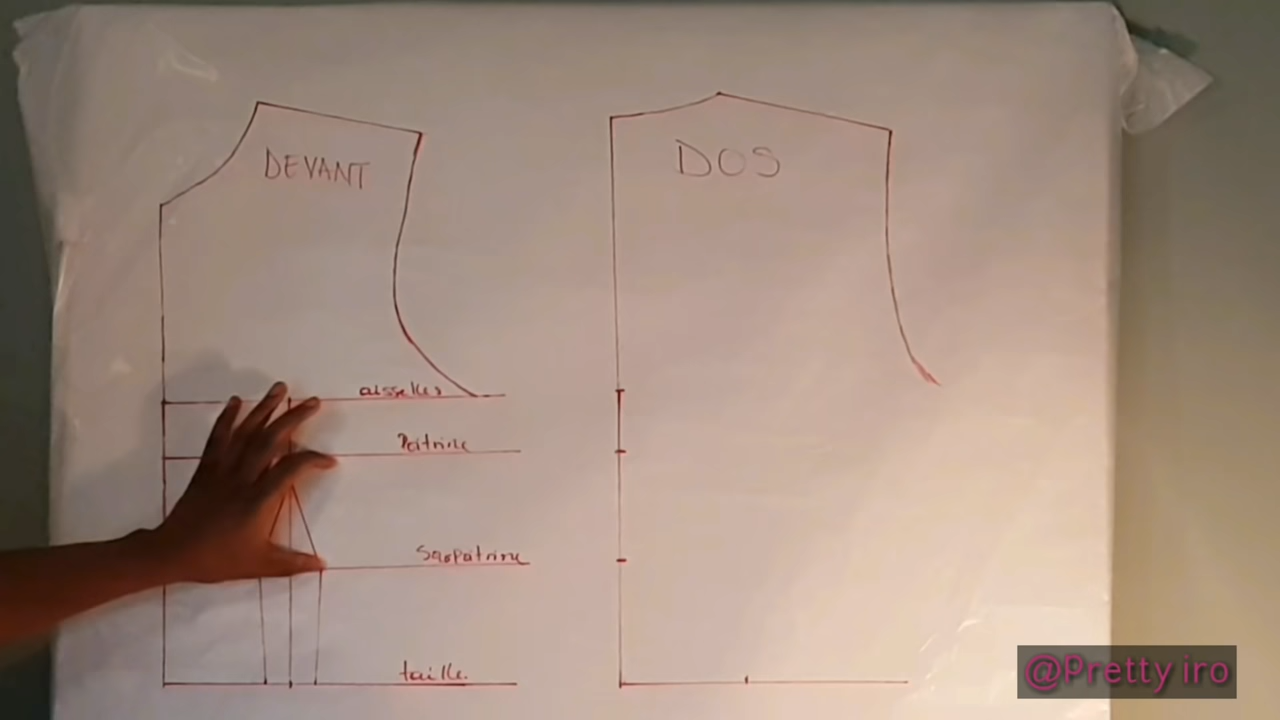 DEVANT
DOS
aisselles
Poitrine
Souspoitrine
taille.
@Pretty iro